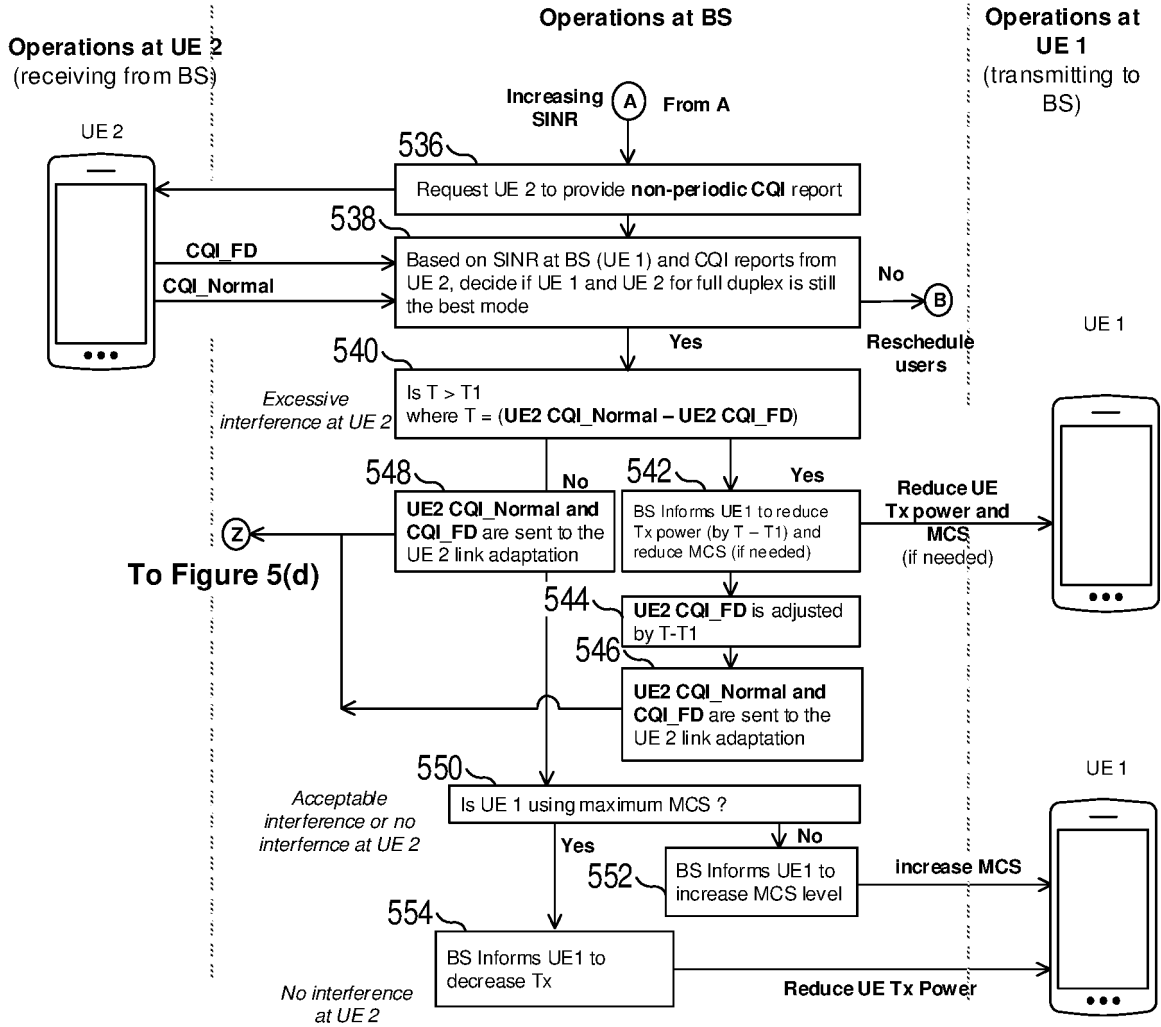 Operations at UE 2
(receiving from BS)
Operations at BS
Operations at
UE 1
(transmitting to
BS)
UE 2
Increasing
SINR
A
From A
536
Request UE 2 to provide non-periodic CQI report
538
CQI_FD
CQI_Normal
Based on SINR at BS (UE 1) and CQI reports from
UE 2, decide if UE 1 and UE 2 for full duplex is still
the best mode
No
B
Reschedule
users
Yes
UE 1
540
Excessive
interference at UE 2
Is T > T1
where T = (UE2 CQI_Normal – UE2 CQI_FD)
548
No
542
Yes
UE2 CQI_Normal and
CQI_FD are sent to the
UE 2 link adaptation
BS Informs UE1 to reduce
Tx power (by T – T1) and
reduce MCS (if needed)
Reduce UE
Tx power and
MCS
(if needed)
Z
To Figure 5(d)
544
UE2 CQI_FD is adjusted
by T-T1
546
UE2 CQI_Normal and
CQI_FD are sent to the
UE 2 link adaptation
550
Is UE 1 using maximum MCS ?
UE 1
Acceptable
interference or no
interfernce at UE 2
Yes
No
552
BS Informs UE1 to
increase MCS level
increase MCS
554
BS Informs UE1 to
decrease Tx
Reduce UE Tx Power
No interference
at UE 2